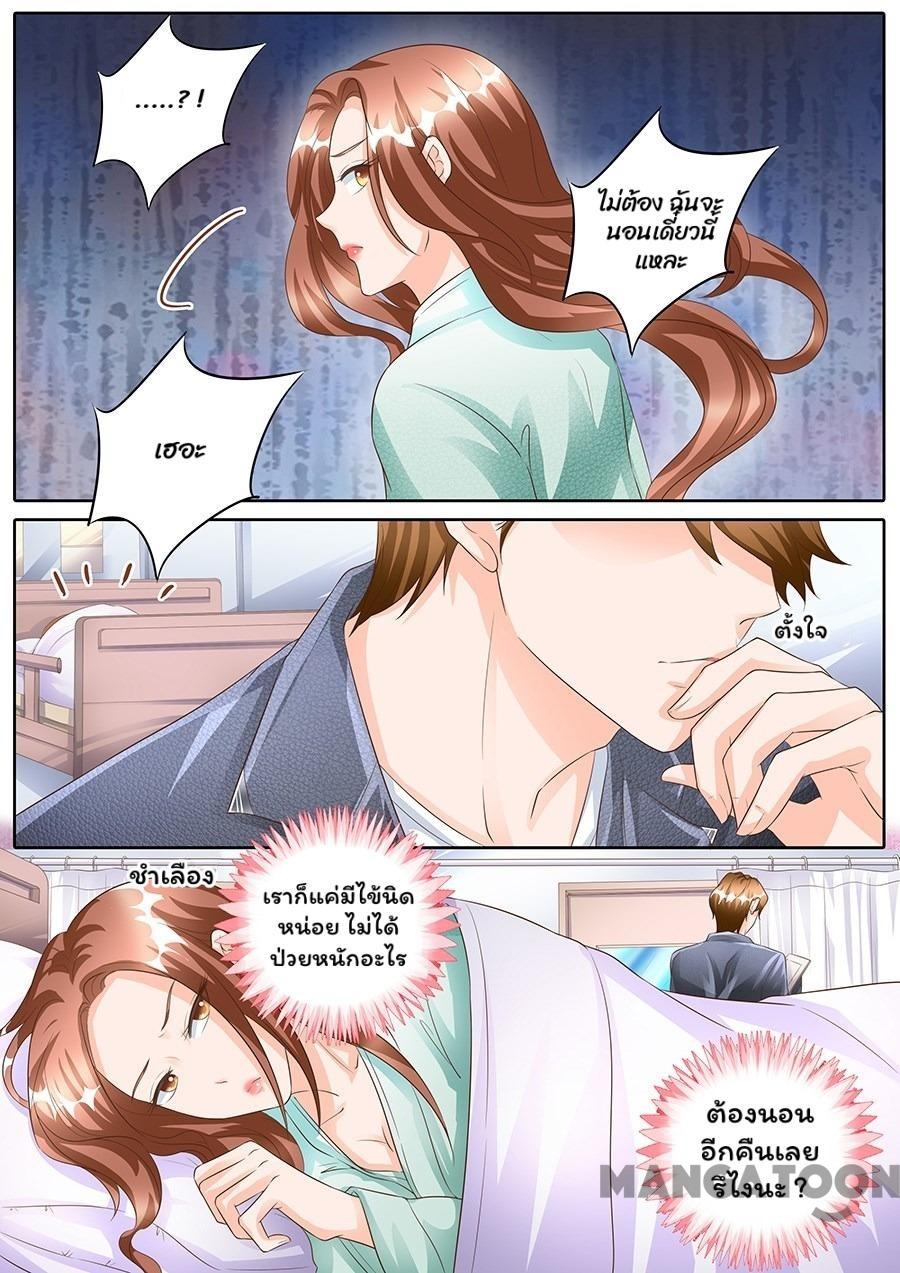 .....? !
ไม่ต้อง ฉันจะ
นอนเดี๋ยวนี้
แหละ
เฮอะ
ตั้งใจ
ชำเลือง
เราก็แค่มีไข้นิด
หน่อย ไม่ได้
ป่วยหนักอะไร
ต้องนอน
อีกคืนเลย
รึไงนะ ?
MANGATOON